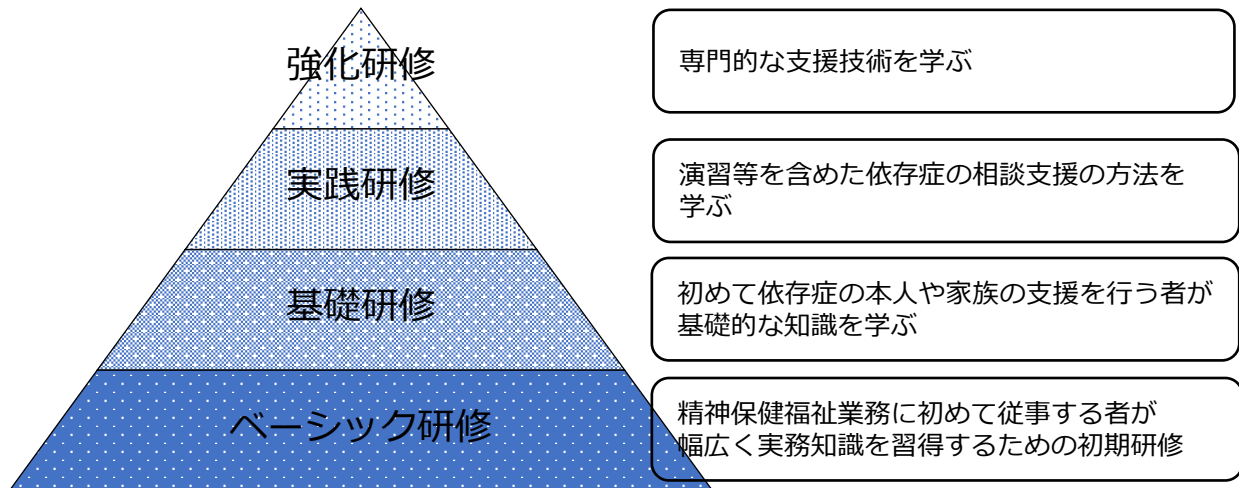 強化研修
専門的な支援技術を学ぶ
実践研修
演習等を含めた依存症の相談支援の方法を
学ぶ
基礎研修
初めて依存症の本人や家族の支援を行う者が
基礎的な知識を学ぶ
ベーシック研修
精神保健福祉業務に初めて従事する者が
幅広く実務知識を習得するための初期研修